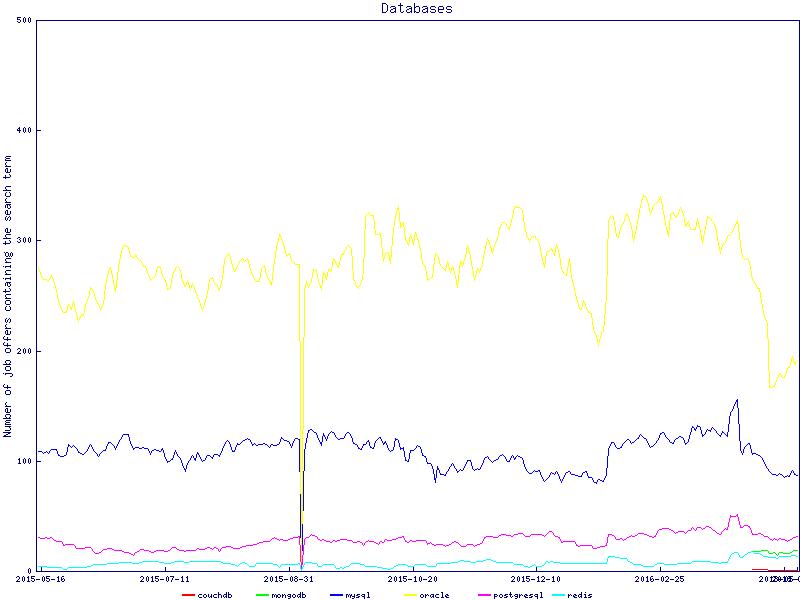 Databases
Number of job offers containing the search term
500
400
300
200
100
0
2015-05-16 2015-07-11 2015-08-31 2015-10-20 2015-12-10 2016-02-25
couchdb mongodb mysql oracle postgresql redis